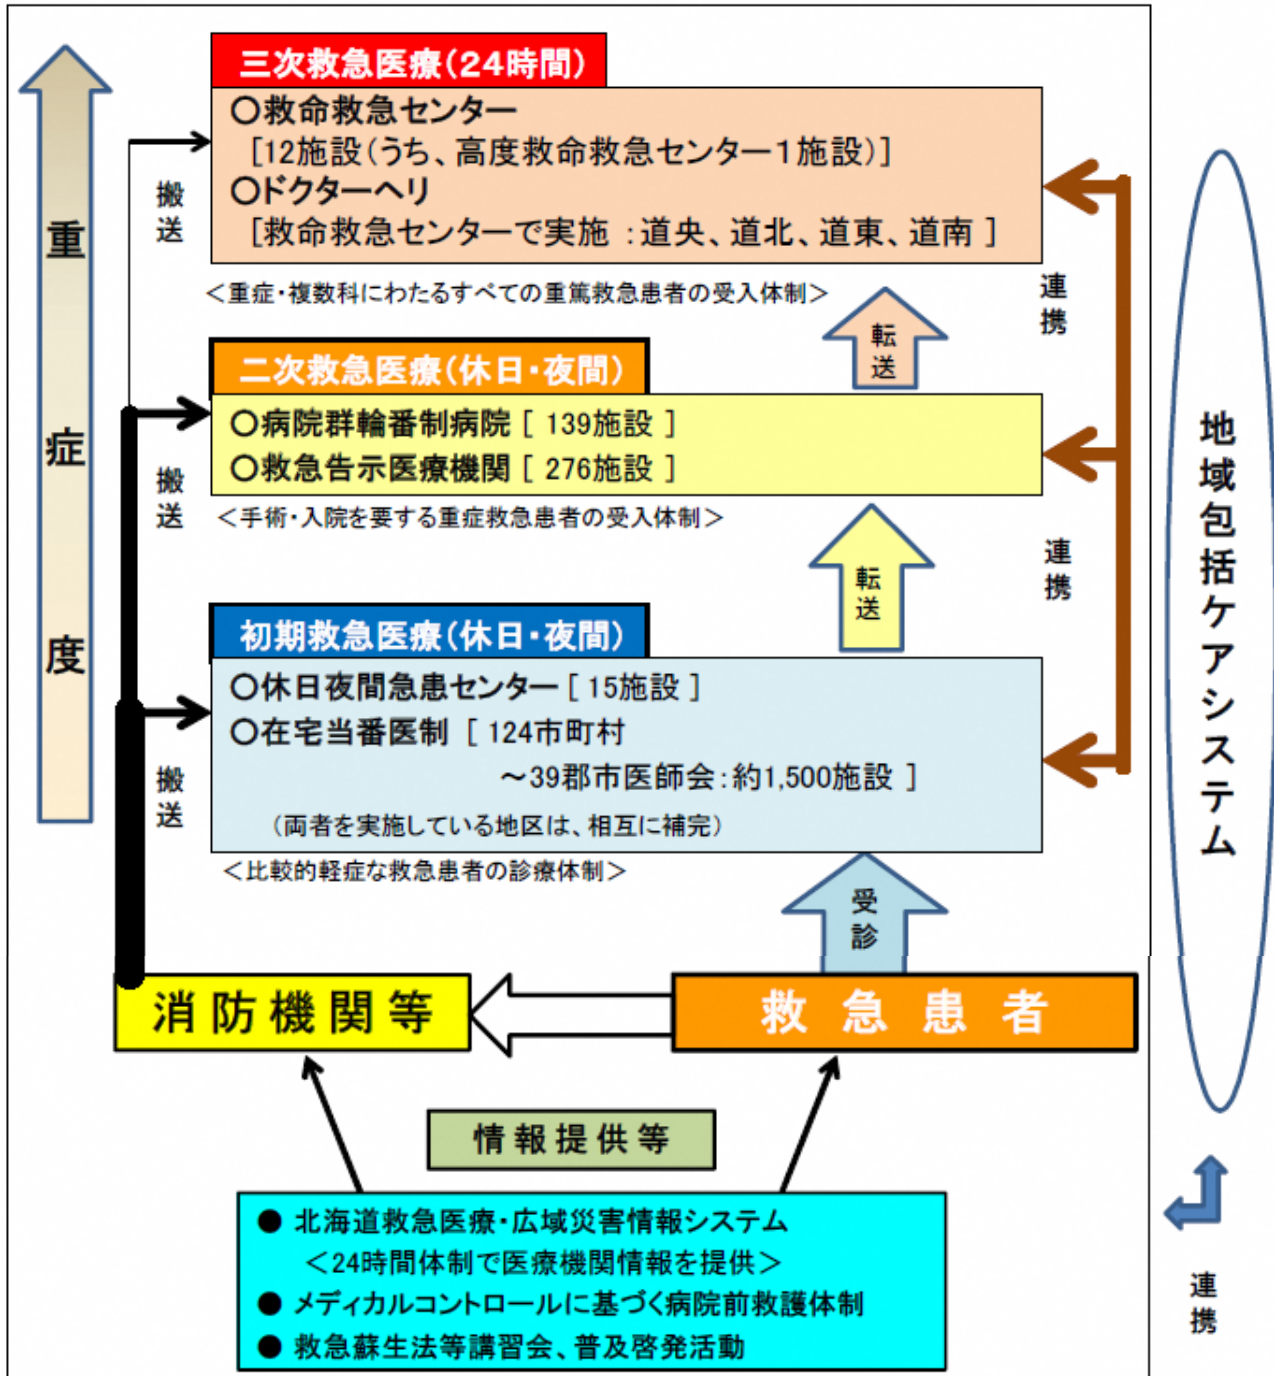 三次救急医療(24時間)
○救命救急センター
[12施設(うち、高度救命救急センター1施設)]
○ドクターヘリ
[救命救急センターで実施 :道央、道北、道東、道南 ]
<重症・複数科にわたるすべての重篤救急患者の受入体制>
搬送
転送
連携
二次救急医療(休日・夜間)
○病院群輪番制病院 [ 139施設 ]
○救急告示医療機関 [ 276施設 ]
<手術・入院を要する重症救急患者の受入体制>
搬送
転送
連携
初期救急医療(休日・夜間)
○休日夜間急患センター [ 15施設 ]
○在宅当番医制 [ 124市町村
~39郡市医師会:約1,500施設 ]
(両者を実施している地区は、相互に補完)
<比較的軽症な救急患者の診療体制>
搬送
受診
重症度
地域包括ケアシステム
消防機関等
救急患者
情報提供等
● 北海道救急医療・広域災害情報システム
<24時間体制で医療機関情報を提供>
● メディカルコントロールに基づく病院前救護体制
● 救急蘇生法等講習会、普及啓発活動
連携